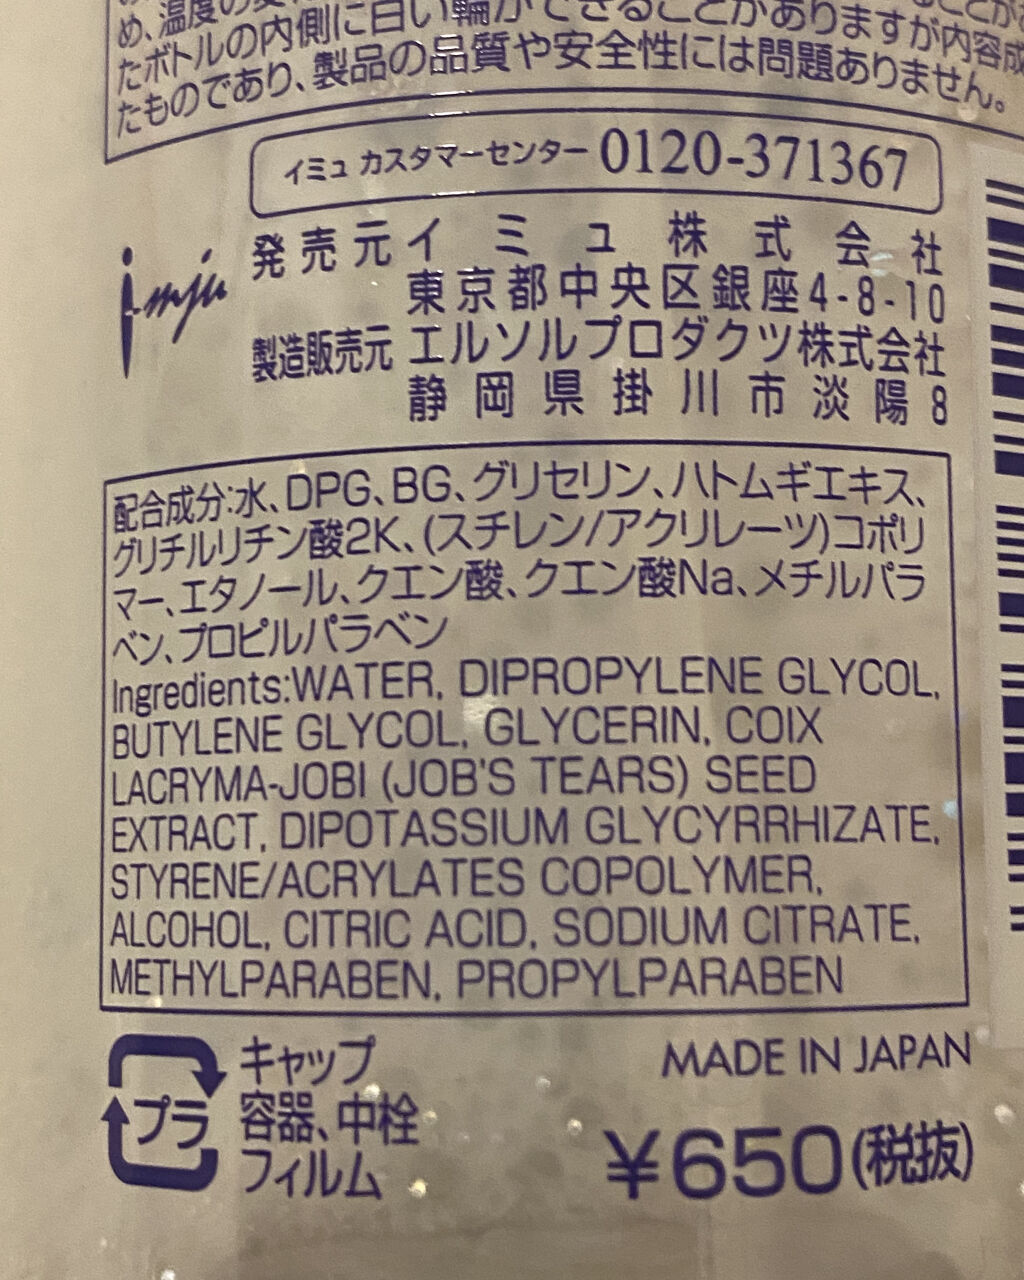 め、温度の
たボトルの内側に白い輪ができることがありますが内容成
たものであり、製品の品質や安全性には問題ありません。
イミュ カスタマーセンター 0120-371367
i-mju
発売元 イミュ株式会社
東京都中央区銀座4-8-10
製造販売元 エルソルプロダクツ株式会社
静岡県掛川市淡陽8
配合成分:水、DPG、BG、グリセリン、ハトムギエキス、
グリチルリチン酸2K、(スチレン/アクリレーツ)コポリ
マー、エタノール、クエン酸、クエン酸Na、メチルパラ
ベン、プロピルパラベン
Ingredients:WATER, DIPROPYLENE GLYCOL,
BUTYLENE GLYCOL, GLYCERIN, COIX
LACRYMA-JOBI (JOB'S TEARS) SEED
EXTRACT, DIPOTASSIUM GLYCYRRHIZATE,
STYRENE/ACRYLATES COPOLYMER,
ALCOHOL, CITRIC ACID, SODIUM CITRATE,
METHYLPARABEN, PROPYLPARABEN
プラ
キャップ
容器、中栓
フィルム
MADE IN JAPAN
¥650(税抜)